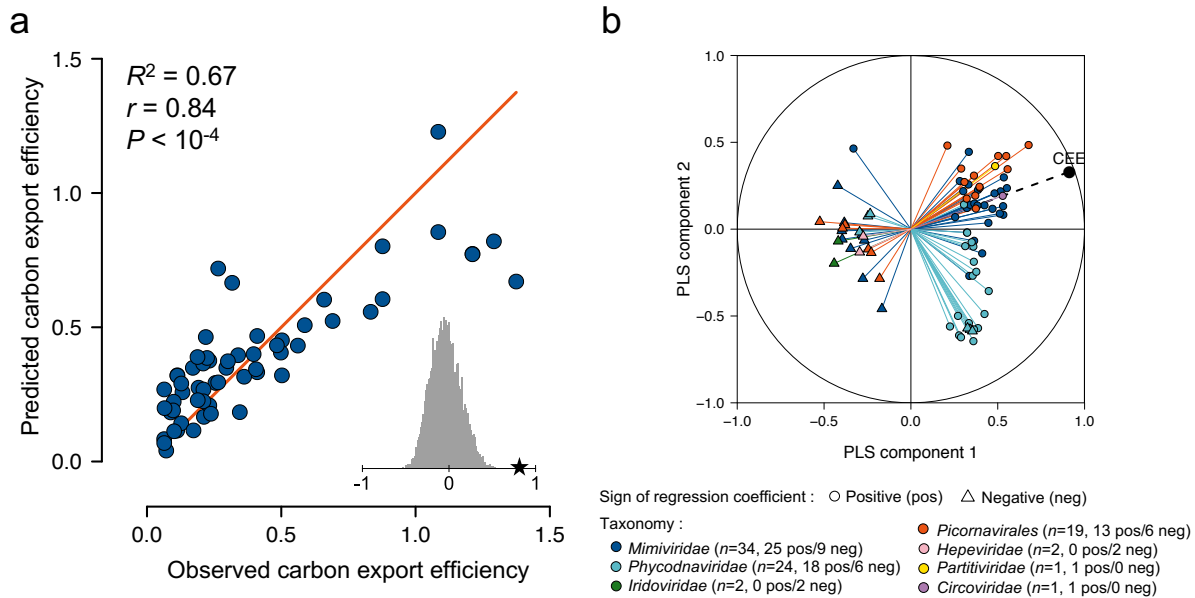 a
b
R² = 0.67
r = 0.84
P < 10⁻⁴
Predicted carbon export efficiency
1.5
1.0
0.5
0.0
-1
0
1
0.0
0.5
1.0
1.5
Observed carbon export efficiency
PLS component 2
1.0
0.5
0.0
−0.5
−1.0
CEE
−1.0
−0.5
0.0
0.5
1.0
PLS component 1
Sign of regression coefficient : Positive (pos) Negative (neg)
Taxonomy :
Mimiviridae (n=34, 25 pos/9 neg)
Phycodnaviridae (n=24, 18 pos/6 neg)
Iridoviridae (n=2, 0 pos/2 neg)
Picornavirales (n=19, 13 pos/6 neg)
Hepeviridae (n=2, 0 pos/2 neg)
Partitiviridae (n=1, 1 pos/0 neg)
Circoviridae (n=1, 1 pos/0 neg)